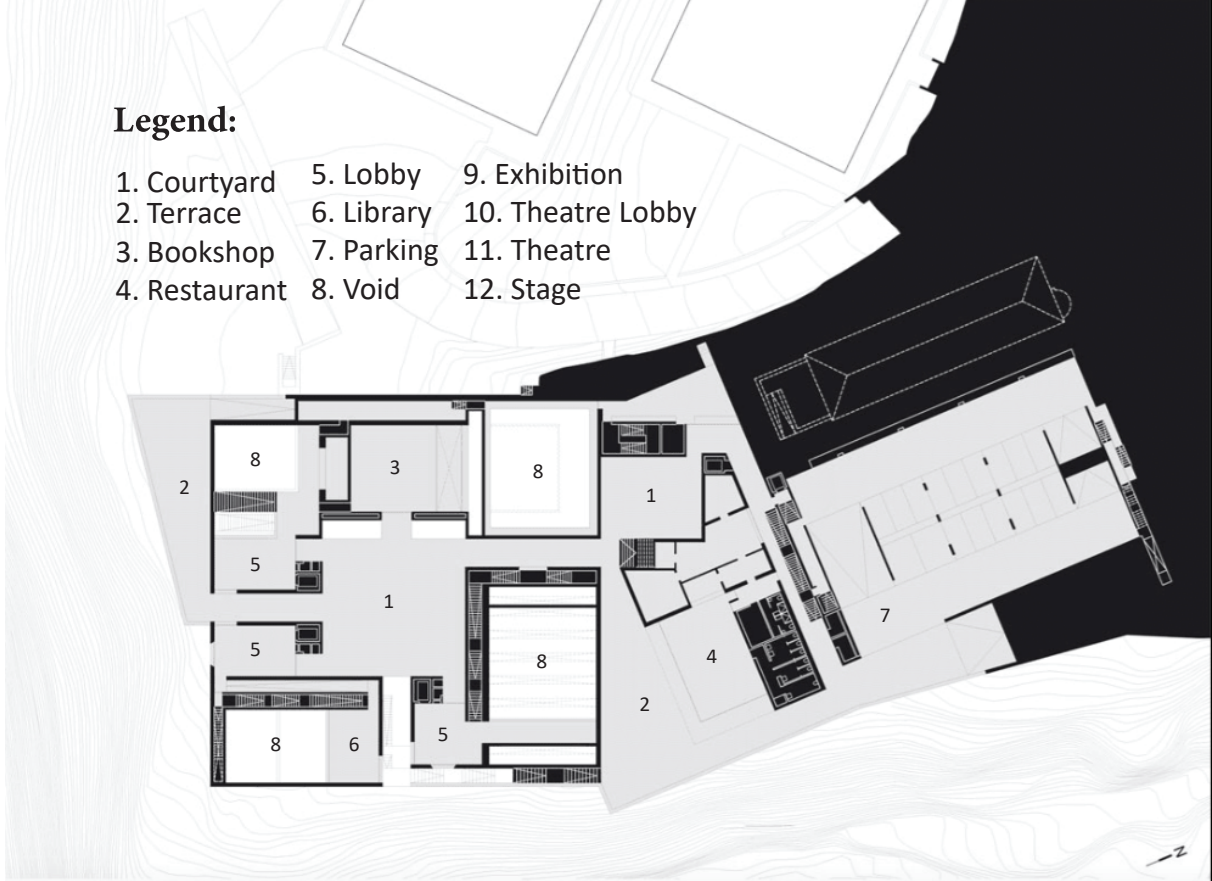 Legend:
1. Courtyard
2. Terrace
3. Bookshop
4. Restaurant
5. Lobby
6. Library
7. Parking
8. Void
9. Exhibition
10. Theatre Lobby
11. Theatre
12. Stage
8
3
8
2
1
5
1
7
5
4
8
2
5
8
6
N